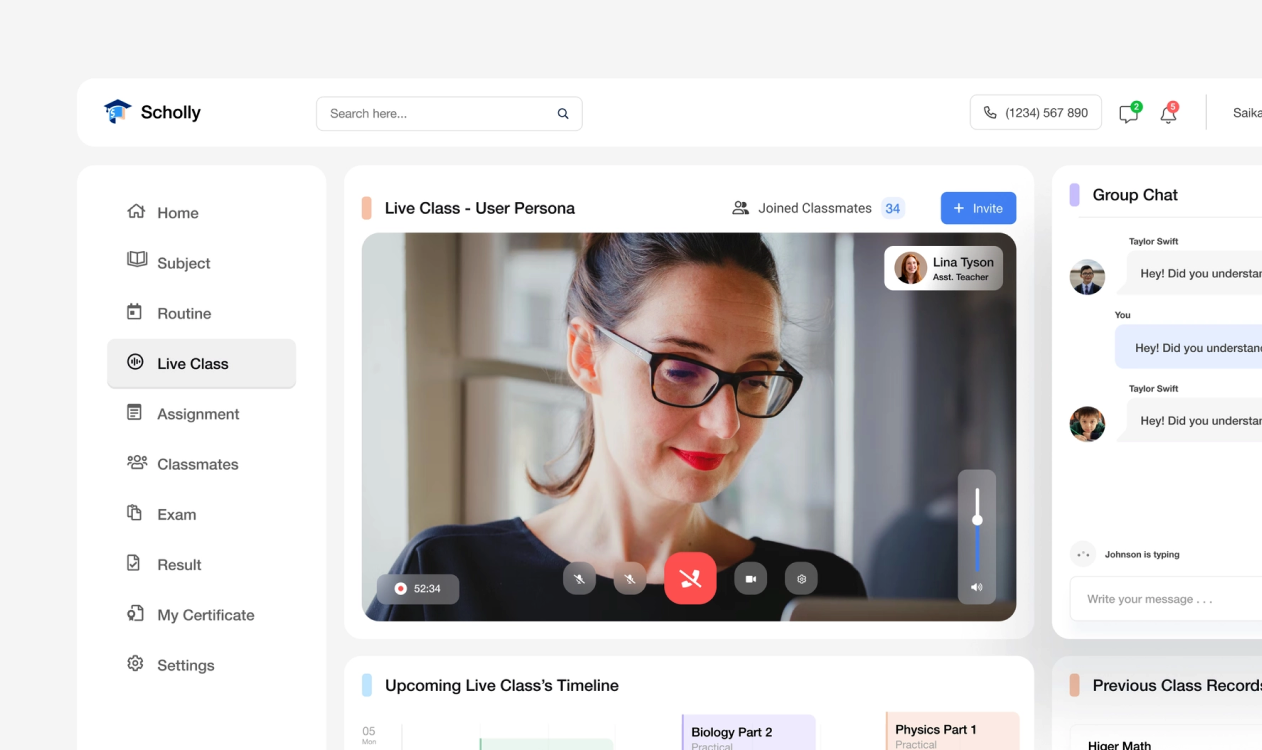 Scholly
Search here...
(1234) 567 890
2
5
Saika
Home
Subject
Routine
Live Class
Assignment
Classmates
Exam
Result
My Certificate
Settings
Live Class - User Persona
Joined Classmates 34
+ Invite
Lina Tyson
Asst. Teacher
52:34
Group Chat
Taylor Swift
Hey! Did you understan
You
Hey! Did you understand
Taylor Swift
Hey! Did you understan
Johnson is typing
Write your message . . .
Upcoming Live Class's Timeline
05
Mon
Biology Part 2
Practical
Physics Part 1
Practical
Previous Class Records
Higer Math